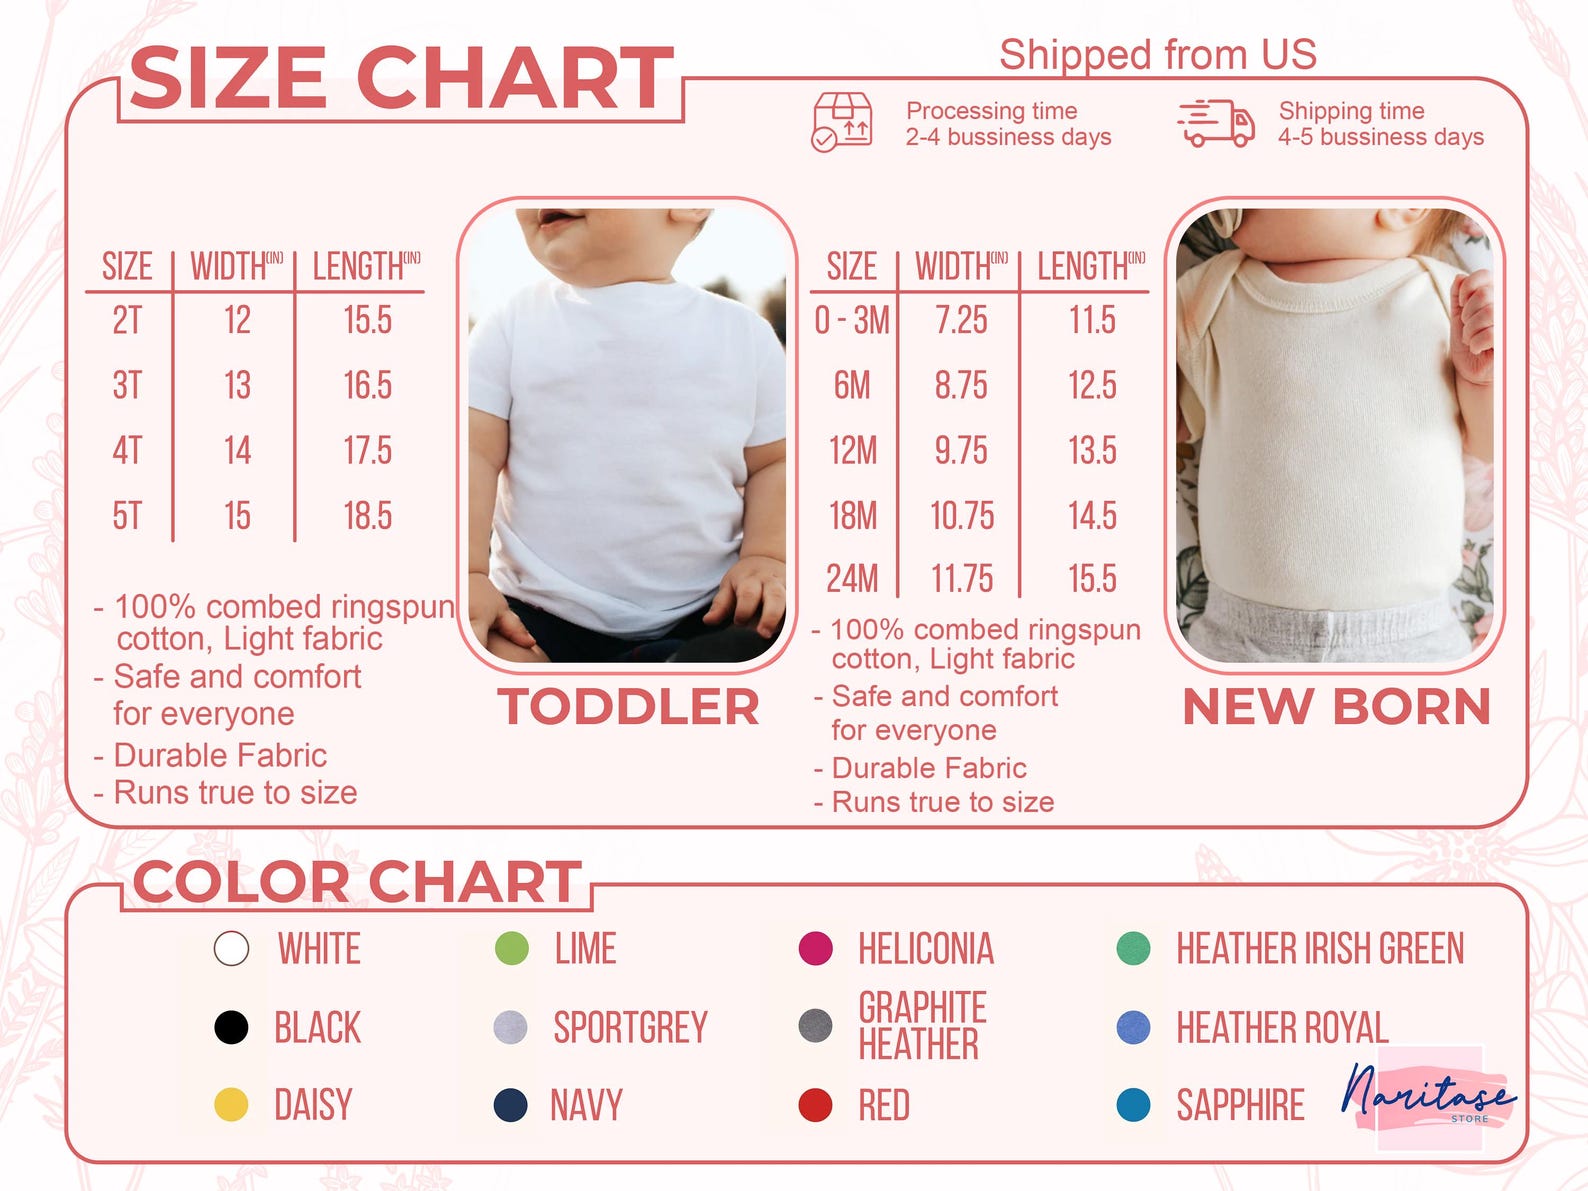 SIZE CHART
Shipped from US
Processing time
2-4 bussiness days
Shipping time
4-5 bussiness days
SIZE WIDTH(IN) LENGTH(IN)
2T 12 15.5
3T 13 16.5
4T 14 17.5
5T 15 18.5
- 100% combed ringspun
cotton, Light fabric
- Safe and comfort
for everyone
- Durable Fabric
- Runs true to size
TODDLER
SIZE WIDTH(IN) LENGTH(IN)
0 - 3M 7.25 11.5
6M 8.75 12.5
12M 9.75 13.5
18M 10.75 14.5
24M 11.75 15.5
- 100% combed ringspun
cotton, Light fabric
- Safe and comfort
for everyone
- Durable Fabric
- Runs true to size
NEW BORN
COLOR CHART
WHITE
LIME
HELICONIA
HEATHER IRISH GREEN
BLACK
SPORTGREY
GRAPHITE
HEATHER
HEATHER ROYAL
DAISY
NAVY
RED
SAPPHIRE
Naritase
STORE